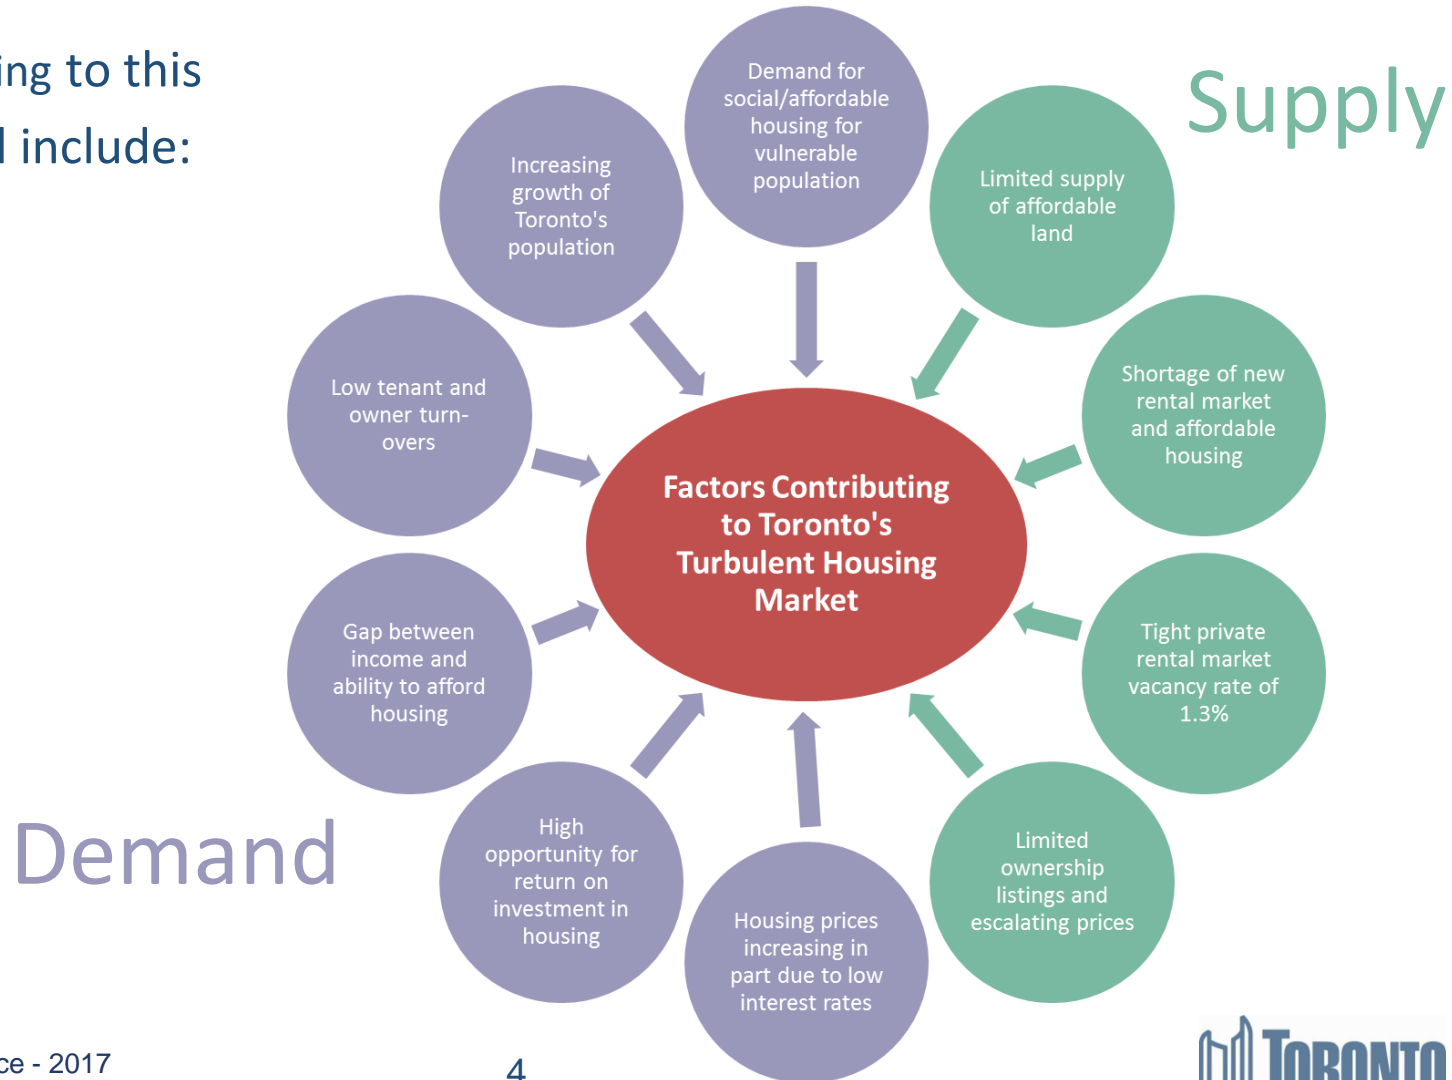 ing to this
l include:
Supply
Demand for
social/affordable
housing for
vulnerable
population
Limited supply
of affordable
land
Shortage of new
rental market
and affordable
housing
Tight private
rental market
vacancy rate of
1.3%
Limited
ownership
listings and
escalating prices
Housing prices
increasing in
part due to low
interest rates
High
opportunity for
return on
investment in
housing
Gap between
income and
ability to afford
housing
Low tenant and
owner turn-
overs
Increasing
growth of
Toronto's
population
Factors Contributing
to Toronto's
Turbulent Housing
Market
Demand
ce - 2017
4
TORONTO